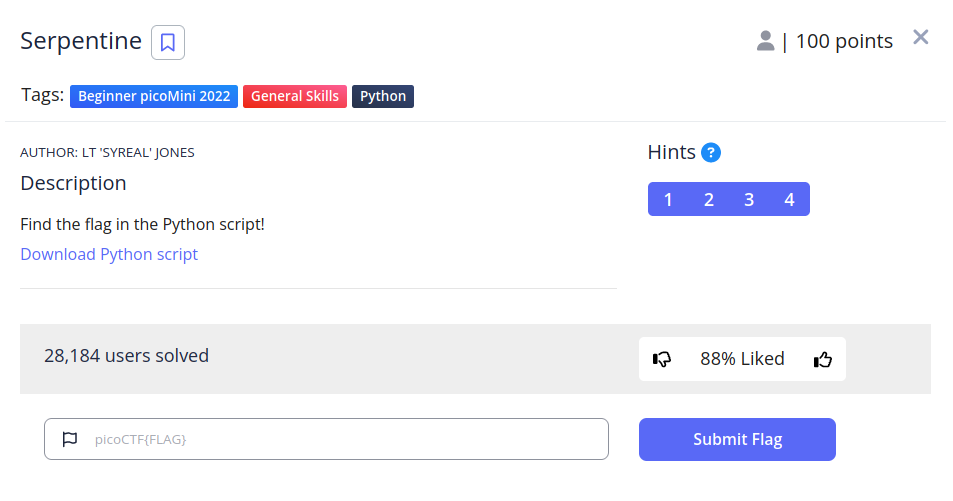 Serpentine
| 100 points
Tags: Beginner picoMini 2022 General Skills Python
AUTHOR: LT 'SYREAL' JONES
Description
Find the flag in the Python script!
Download Python script
Hints ?
1 2 3 4
28,184 users solved
88% Liked
picoCTF{FLAG}
Submit Flag